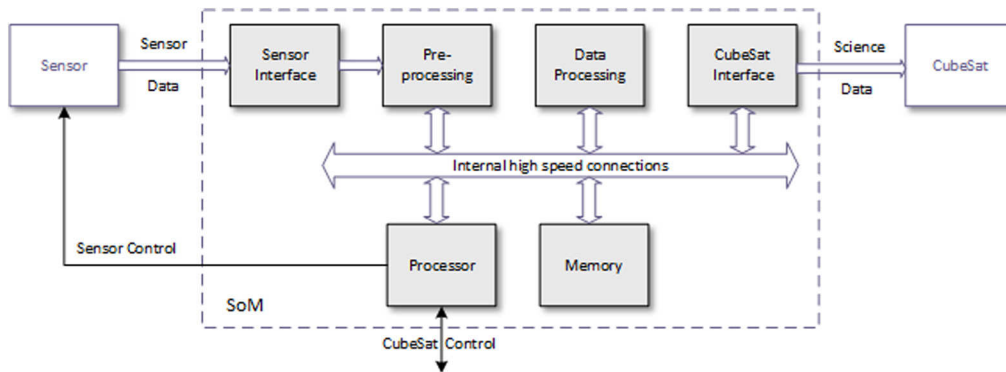 Sensor
Sensor
Data
Sensor
Interface
Pre-
processing
Data
Processing
CubeSat
Interface
Science
Data
CubeSat
Internal high speed connections
Sensor Control
Processor
Memory
SoM
CubeSat Control